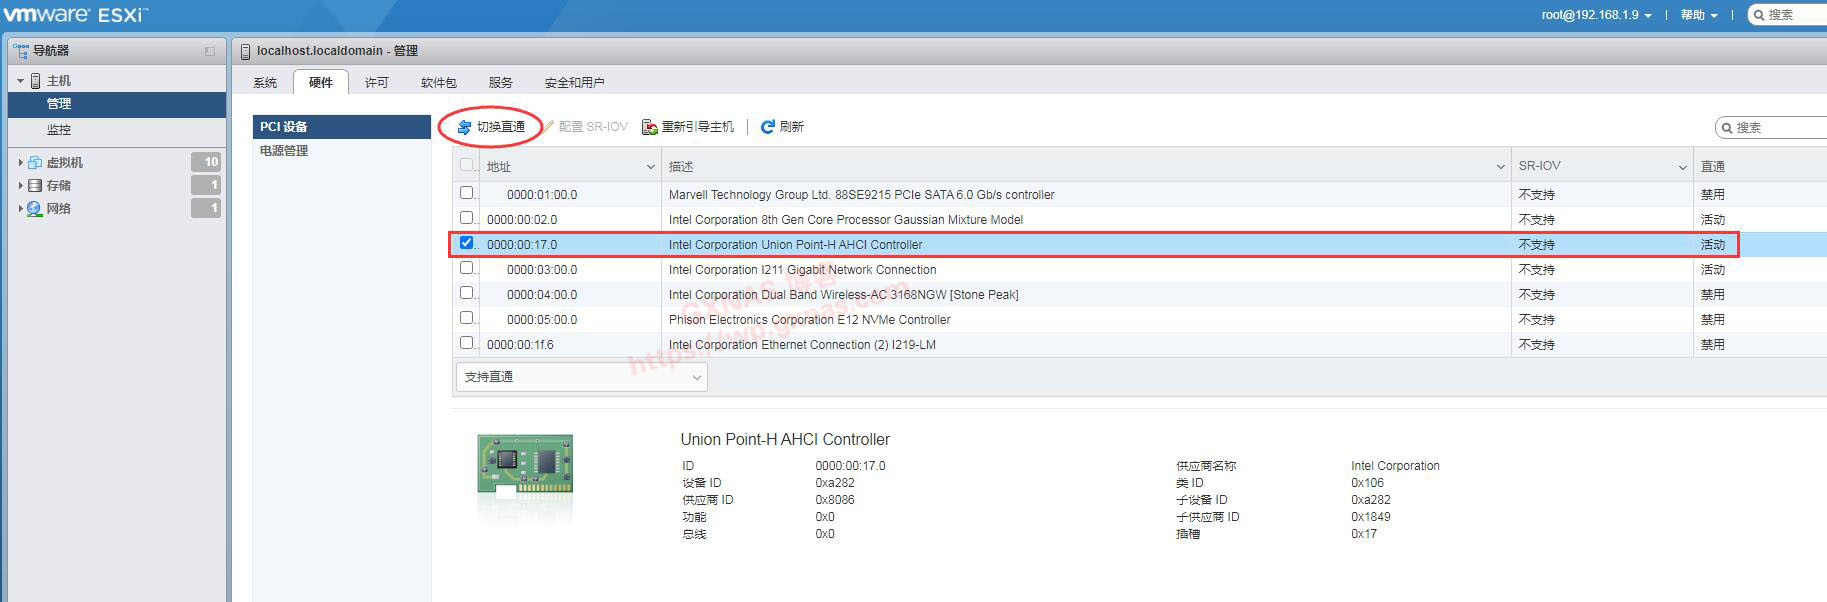 vmware ESXi™
root@192.168.1.9 | 帮助 | 搜索
导航器
主机
管理
监控
虚拟机 10
存储 1
网络 1
localhost.localdomain - 管理
系统 硬件 许可 软件包 服务 安全和用户
PCI 设备
电源管理
切换直通 配置 SR-IOV 重新引导主机 | 刷新 搜索
地址 描述 SR-IOV 直通
0000:01:00.0 Marvell Technology Group Ltd. 88SE9215 PCIe SATA 6.0 Gb/s controller 不支持 禁用
0000:00:02.0 Intel Corporation 8th Gen Core Processor Gaussian Mixture Model 不支持 活动
0000:00:17.0 Intel Corporation Union Point-H AHCI Controller 不支持 活动
0000:03:00.0 Intel Corporation I211 Gigabit Network Connection 不支持 活动
0000:04:00.0 Intel Corporation Dual Band Wireless-AC 3168NGW [Stone Peak] 不支持 禁用
0000:05:00.0 Phison Electronics Corporation E12 NVMe Controller 不支持 禁用
0000:00:1f.6 Intel Corporation Ethernet Connection (2) I219-LM 不支持 禁用
GXNAS 博客
https://wp.gxnas.com
支持直通
Union Point-H AHCI Controller
ID 0000:00:17.0 供应商名称 Intel Corporation
设备 ID 0xa282 类 ID 0x106
供应商 ID 0x8086 子设备 ID 0xa282
功能 0x0 子供应商 ID 0x1849
总线 0x0 插槽 0x17